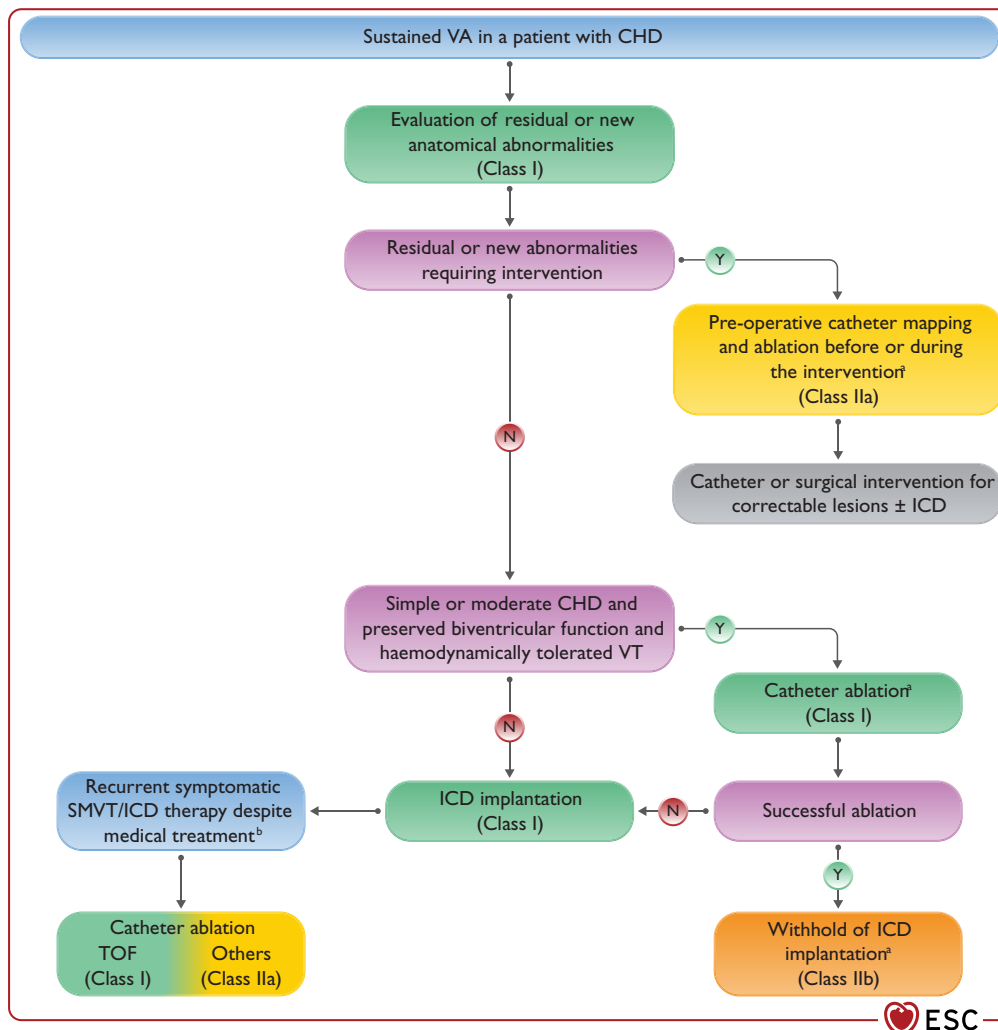 Sustained VA in a patient with CHD
Evaluation of residual or new
anatomical abnormalities
(Class I)
Residual or new abnormalities
requiring intervention
Y
Pre-operative catheter mapping
and ablation before or during
the interventionª
(Class IIa)
N
Catheter or surgical intervention for
correctable lesions ± ICD
Simple or moderate CHD and
preserved biventricular function and
haemodynamically tolerated VT
Y
Catheter ablationª
(Class I)
N
Recurrent symptomatic
SMVT/ICD therapy despite
medical treatmentᵇ
ICD implantation
(Class I)
N
Successful ablation
Y
Catheter ablation
TOF Others
(Class I) (Class IIa)
Withhold of ICD
implantationª
(Class IIb)
ESC